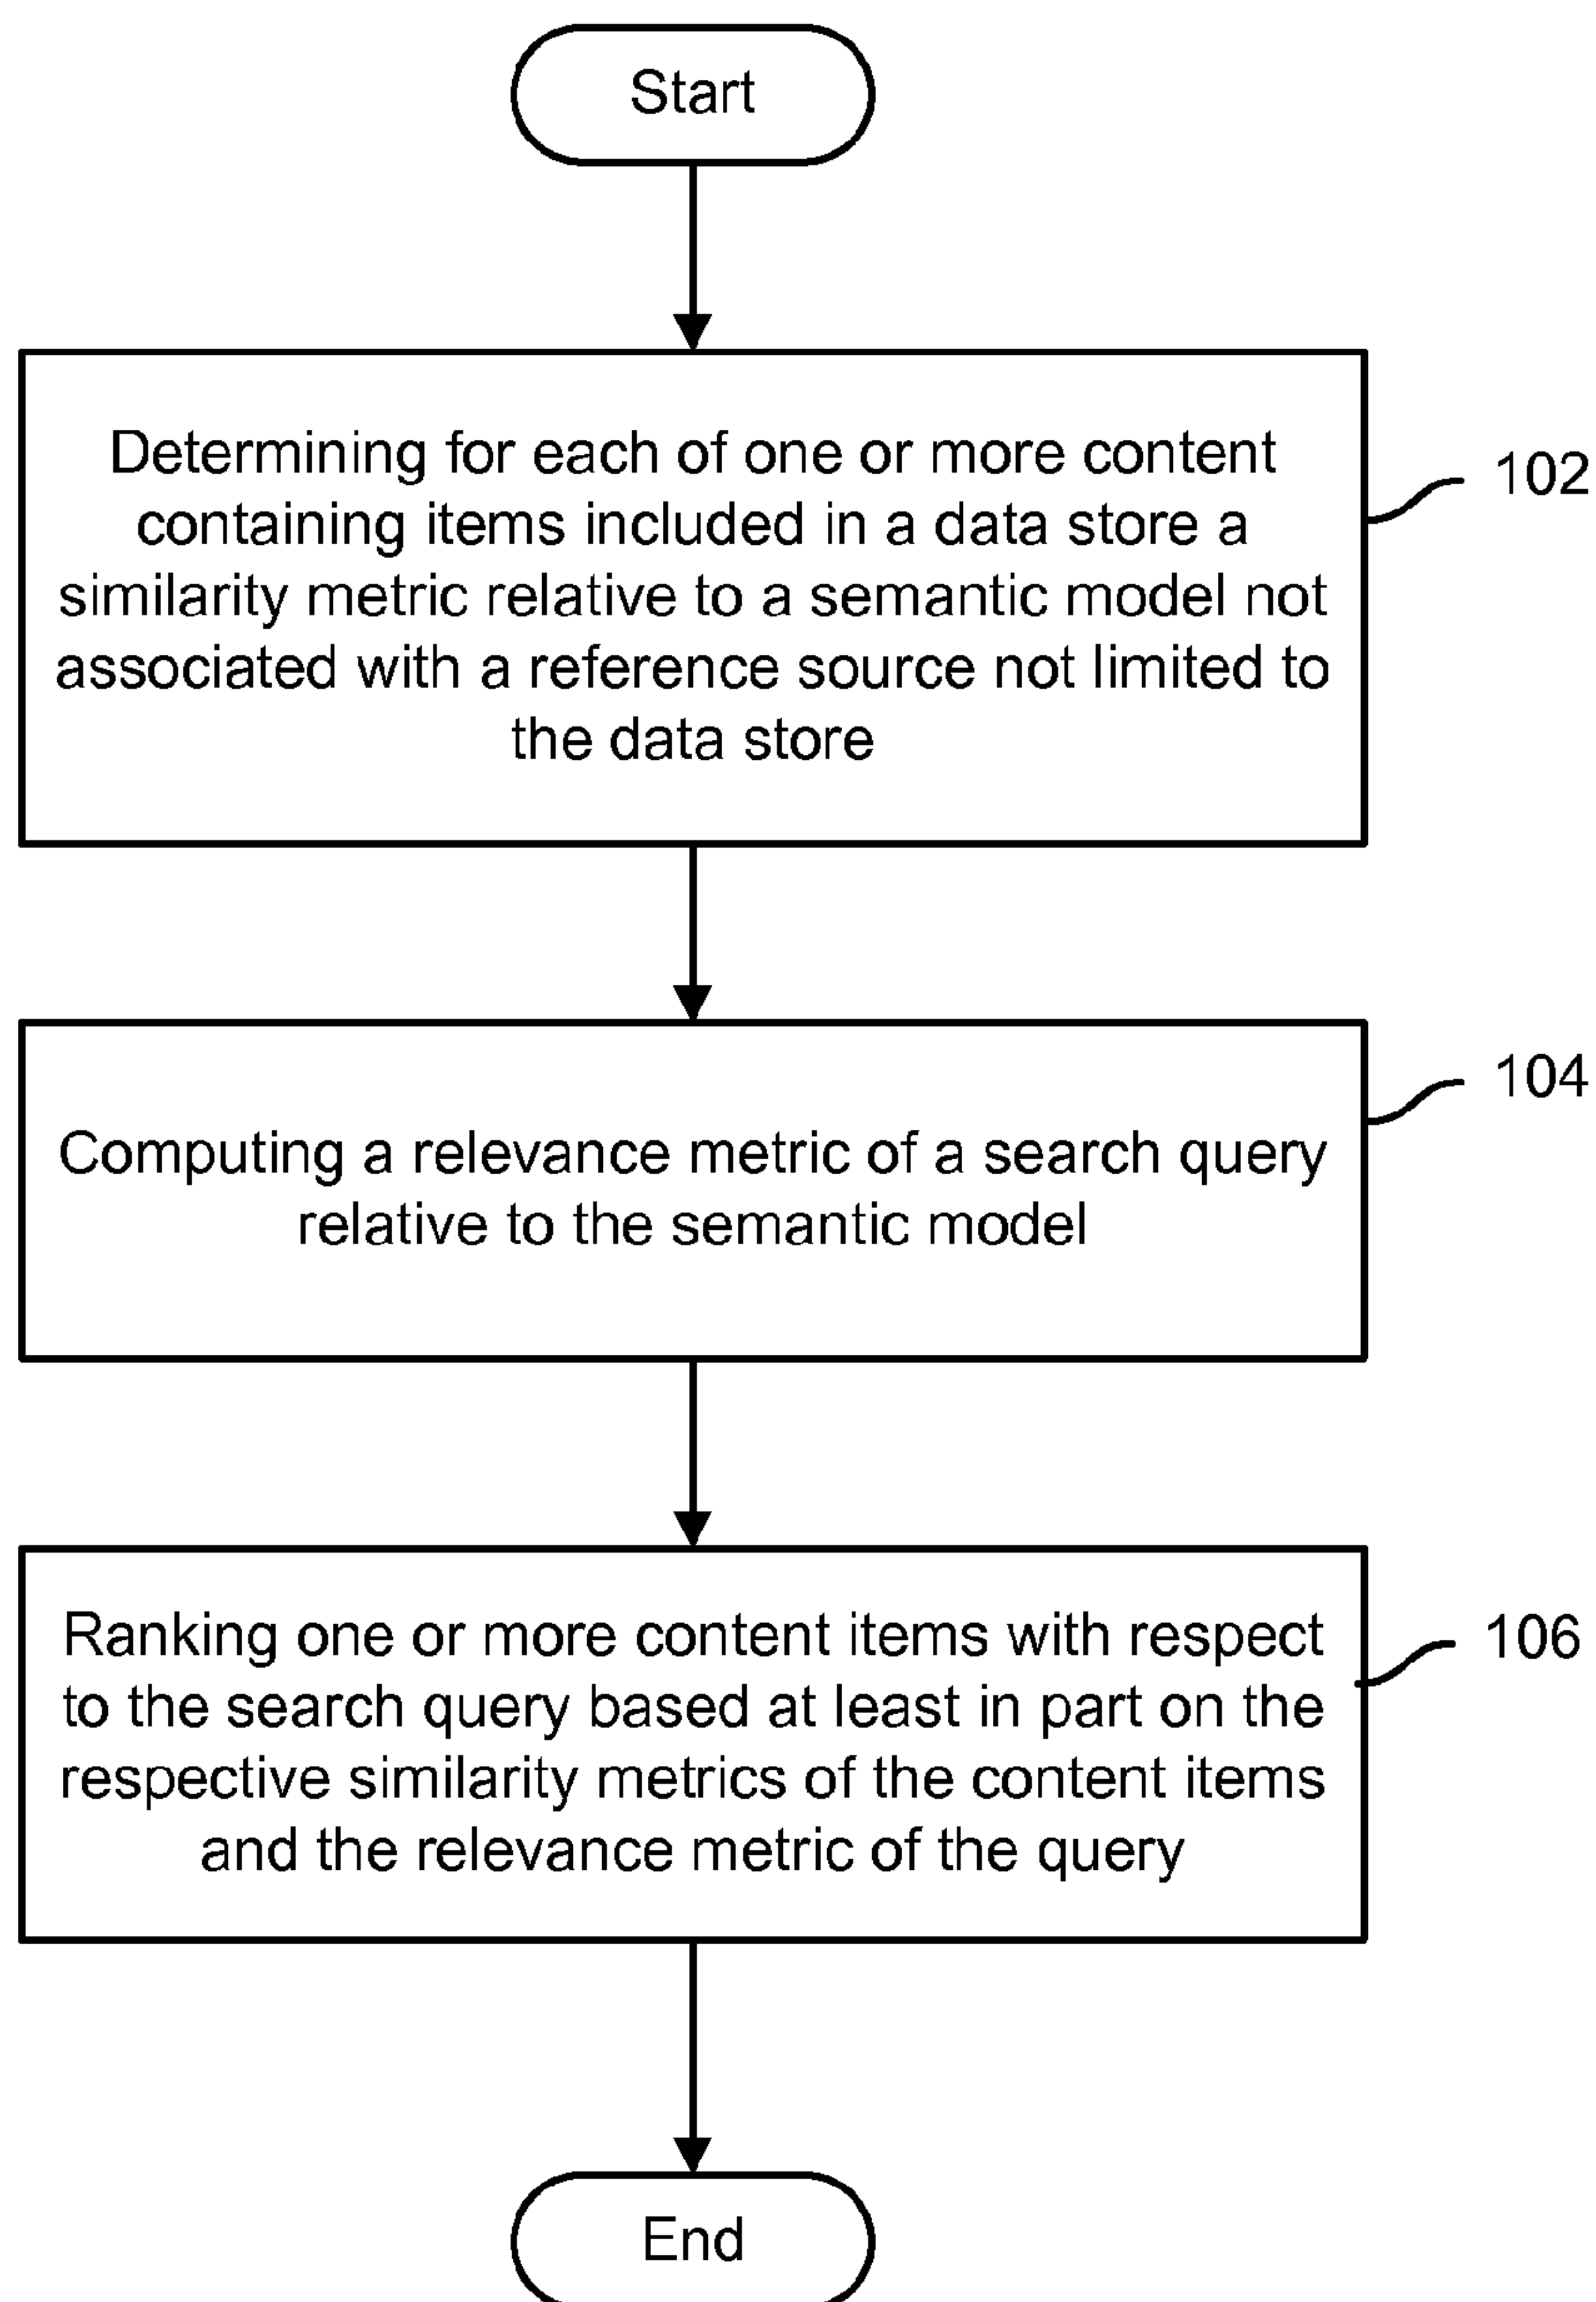 Start
Determining for each of one or more content
containing items included in a data store a
similarity metric relative to a semantic model not
associated with a reference source not limited to
the data store
102
Computing a relevance metric of a search query
relative to the semantic model
104
Ranking one or more content items with respect
to the search query based at least in part on the
respective similarity metrics of the content items
and the relevance metric of the query
106
End